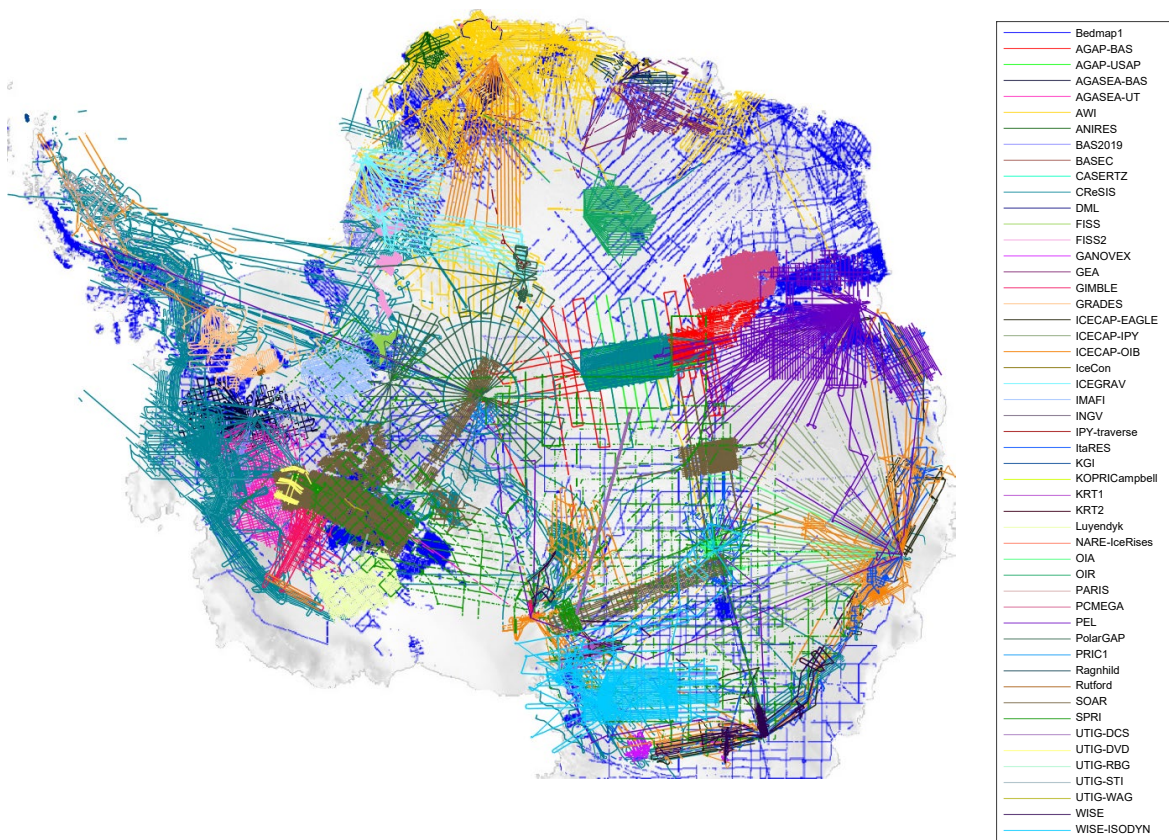 Bedmap1
AGAP-BAS
AGAP-USAP
AGASEA-BAS
AGASEA-UT
AWI
ANIRES
BAS2019
BASEC
CASERTZ
CReSIS
DML
FISS
FISS2
GANOVEX
GEA
GIMBLE
GRADES
ICECAP-EAGLE
ICECAP-IPY
ICECAP-OIB
IceCon
ICEGRAV
IMAFI
INGV
IPY-traverse
ItaRES
KGI
KOPRICampbell
KRT1
KRT2
Luyendyk
NARE-IceRises
OIA
OIR
PARIS
PCMEGA
PEL
PolarGAP
PRIC1
Ragnhild
Rutford
SOAR
SPRI
UTIG-DCS
UTIG-DVD
UTIG-RBG
UTIG-STI
UTIG-WAG
WISE
WISE-ISODYN